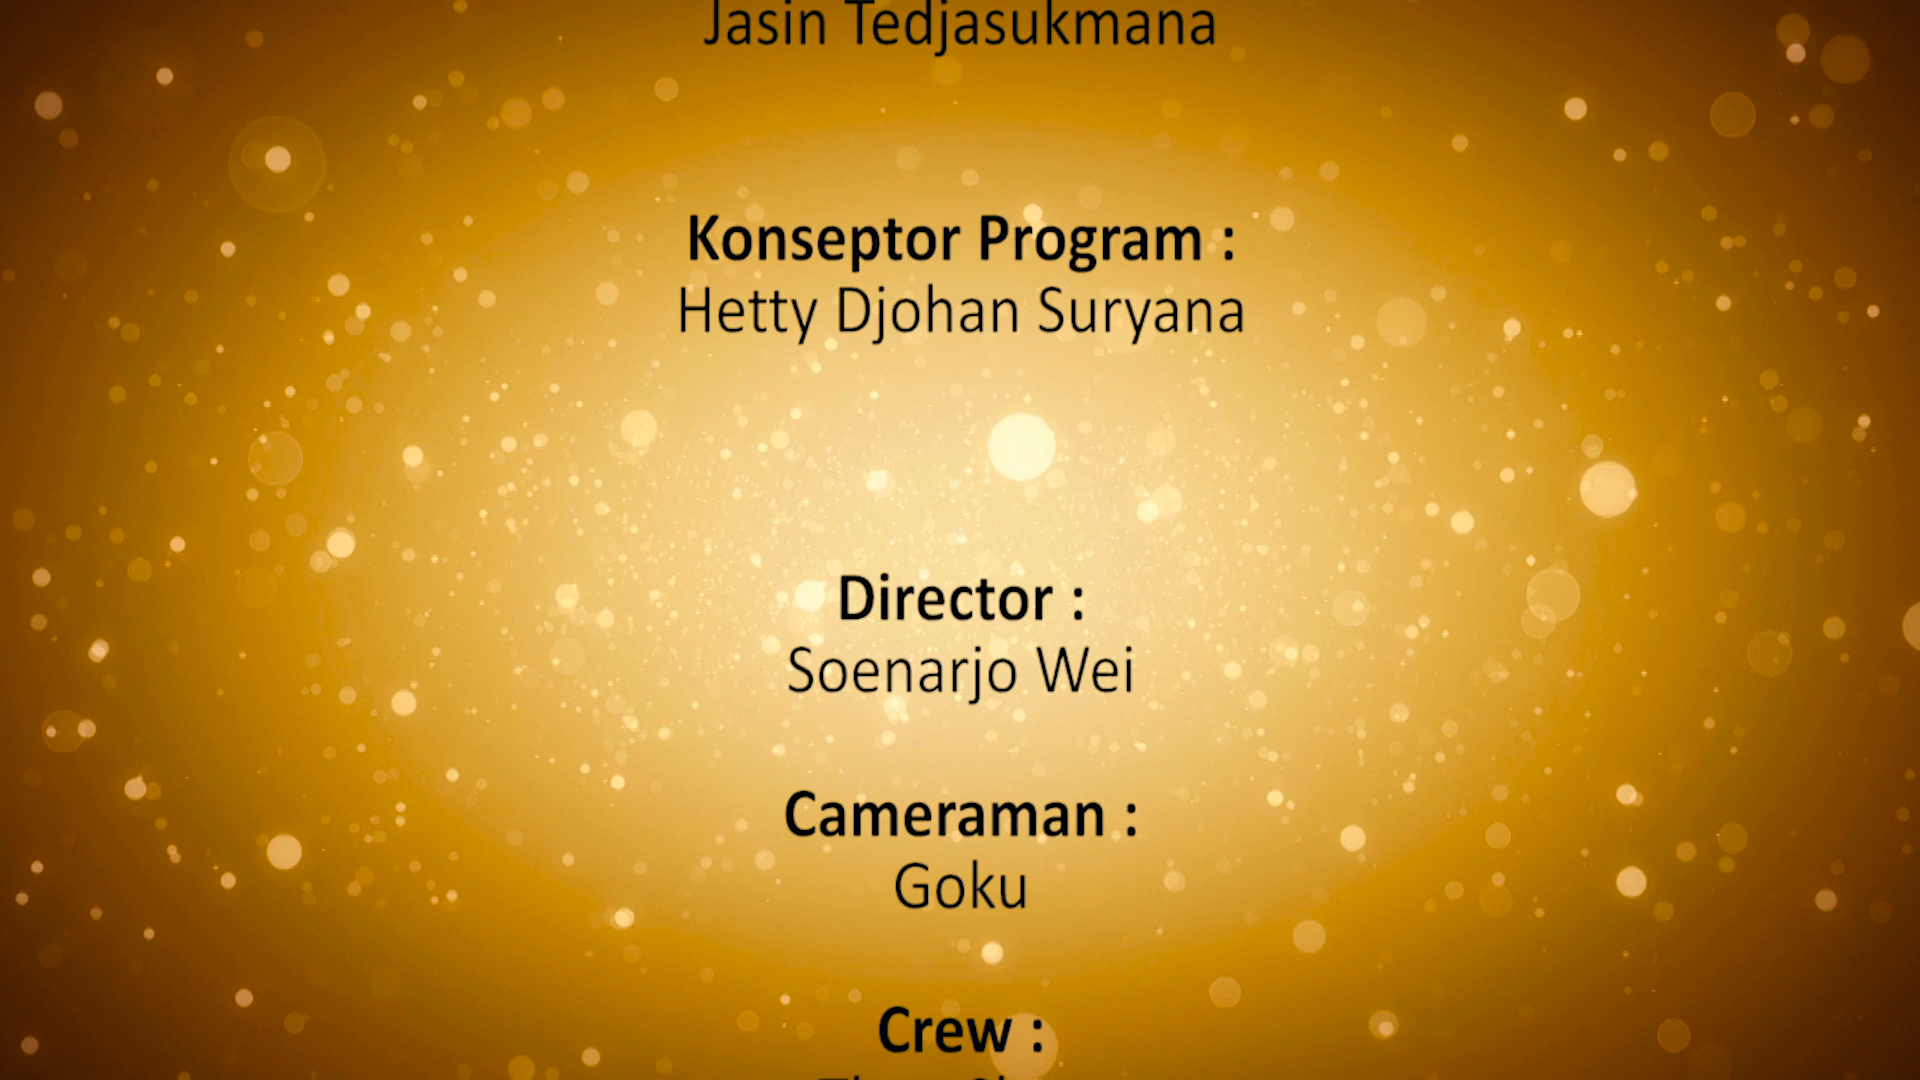 Jasin Tedjasukmana
Konseptor Program :
Hetty Djohan Suryana
Director :
Soenarjo Wei
Cameraman :
Goku
Crew :